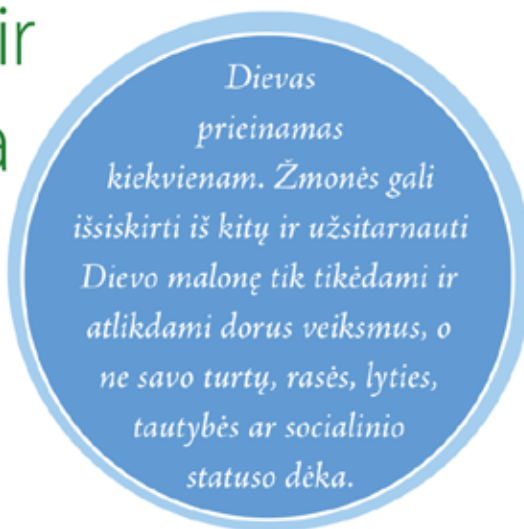 ir
a
Dievas
prieinamas
kiekvienam. Žmonės gali
išsiskirti iš kitų ir užsitarnauti
Dievo malonę tik tikėdami ir
atlikdami dorus veiksmus, o
ne savo turtų, rasės, lyties,
tautybės ar socialinio
statuso dėka.